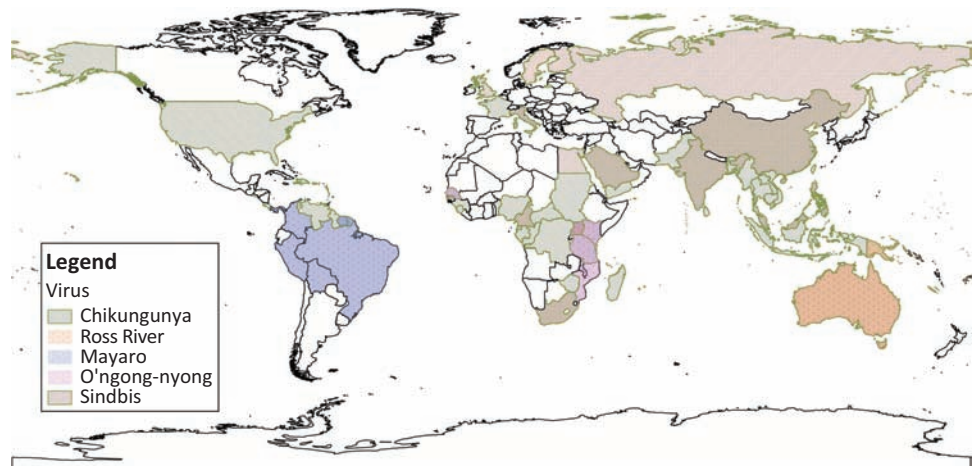 Legend
Virus
Chikungunya
Ross River
Mayaro
O'ngong-nyong
Sindbis